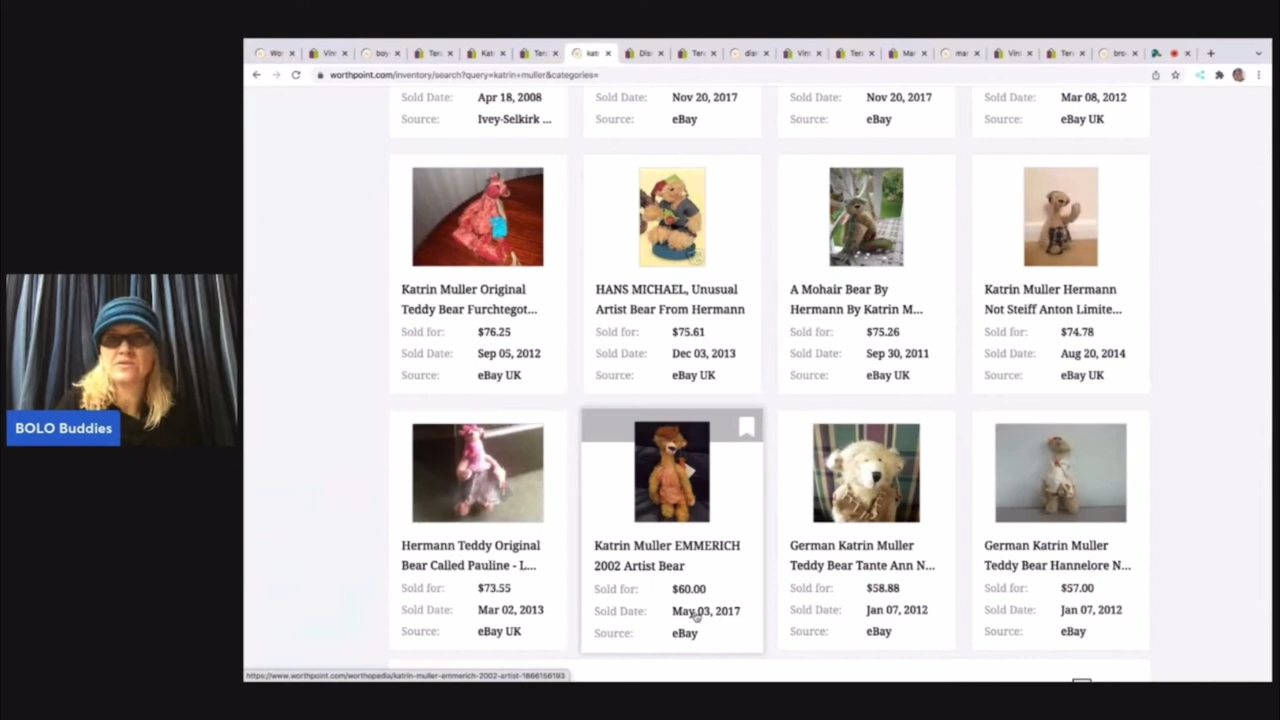 worthpoint.com/inventory/search?query=katrin+muller&categories=
Sold Date: Apr 18, 2008
Source: Ivey-Selkirk ...
Sold Date: Nov 20, 2017
Source: eBay
Sold Date: Nov 20, 2017
Source: eBay
Sold Date: Mar 08, 2012
Source: eBay UK
Katrin Muller Original
Teddy Bear Furchtegot...
Sold for: $76.25
Sold Date: Sep 05, 2012
Source: eBay UK
HANS MICHAEL, Unusual
Artist Bear From Hermann
Sold for: $75.61
Sold Date: Dec 03, 2013
Source: eBay UK
A Mohair Bear By
Hermann By Katrin M...
Sold for: $75.26
Sold Date: Sep 30, 2011
Source: eBay UK
Katrin Muller Hermann
Not Steiff Anton Limite...
Sold for: $74.78
Sold Date: Aug 20, 2014
Source: eBay UK
Hermann Teddy Original
Bear Called Pauline - L...
Sold for: $73.55
Sold Date: Mar 02, 2013
Source: eBay UK
Katrin Muller EMMERICH
2002 Artist Bear
Sold for: $60.00
Sold Date: May 03, 2017
Source: eBay
German Katrin Muller
Teddy Bear Tante Ann N...
Sold for: $58.88
Sold Date: Jan 07, 2012
Source: eBay
German Katrin Muller
Teddy Bear Hannelore N...
Sold for: $57.00
Sold Date: Jan 07, 2012
Source: eBay
BOLO Buddies
https://www.worthpoint.com/worthopedia/katrin-muller-emmerich-2002-artist-1866156193